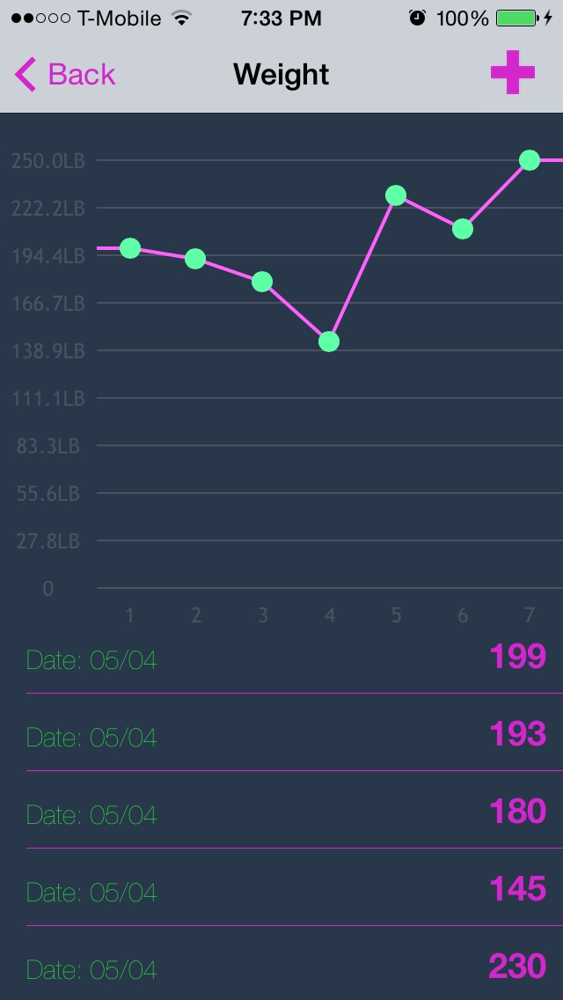 T-Mobile 7:33 PM 100%
Back Weight
250.0LB
222.2LB
194.4LB
166.7LB
138.9LB
111.1LB
83.3LB
55.6LB
27.8LB
0
1 2 3 4 5 6 7
Date: 05/04 199
Date: 05/04 193
Date: 05/04 180
Date: 05/04 145
Date: 05/04 230